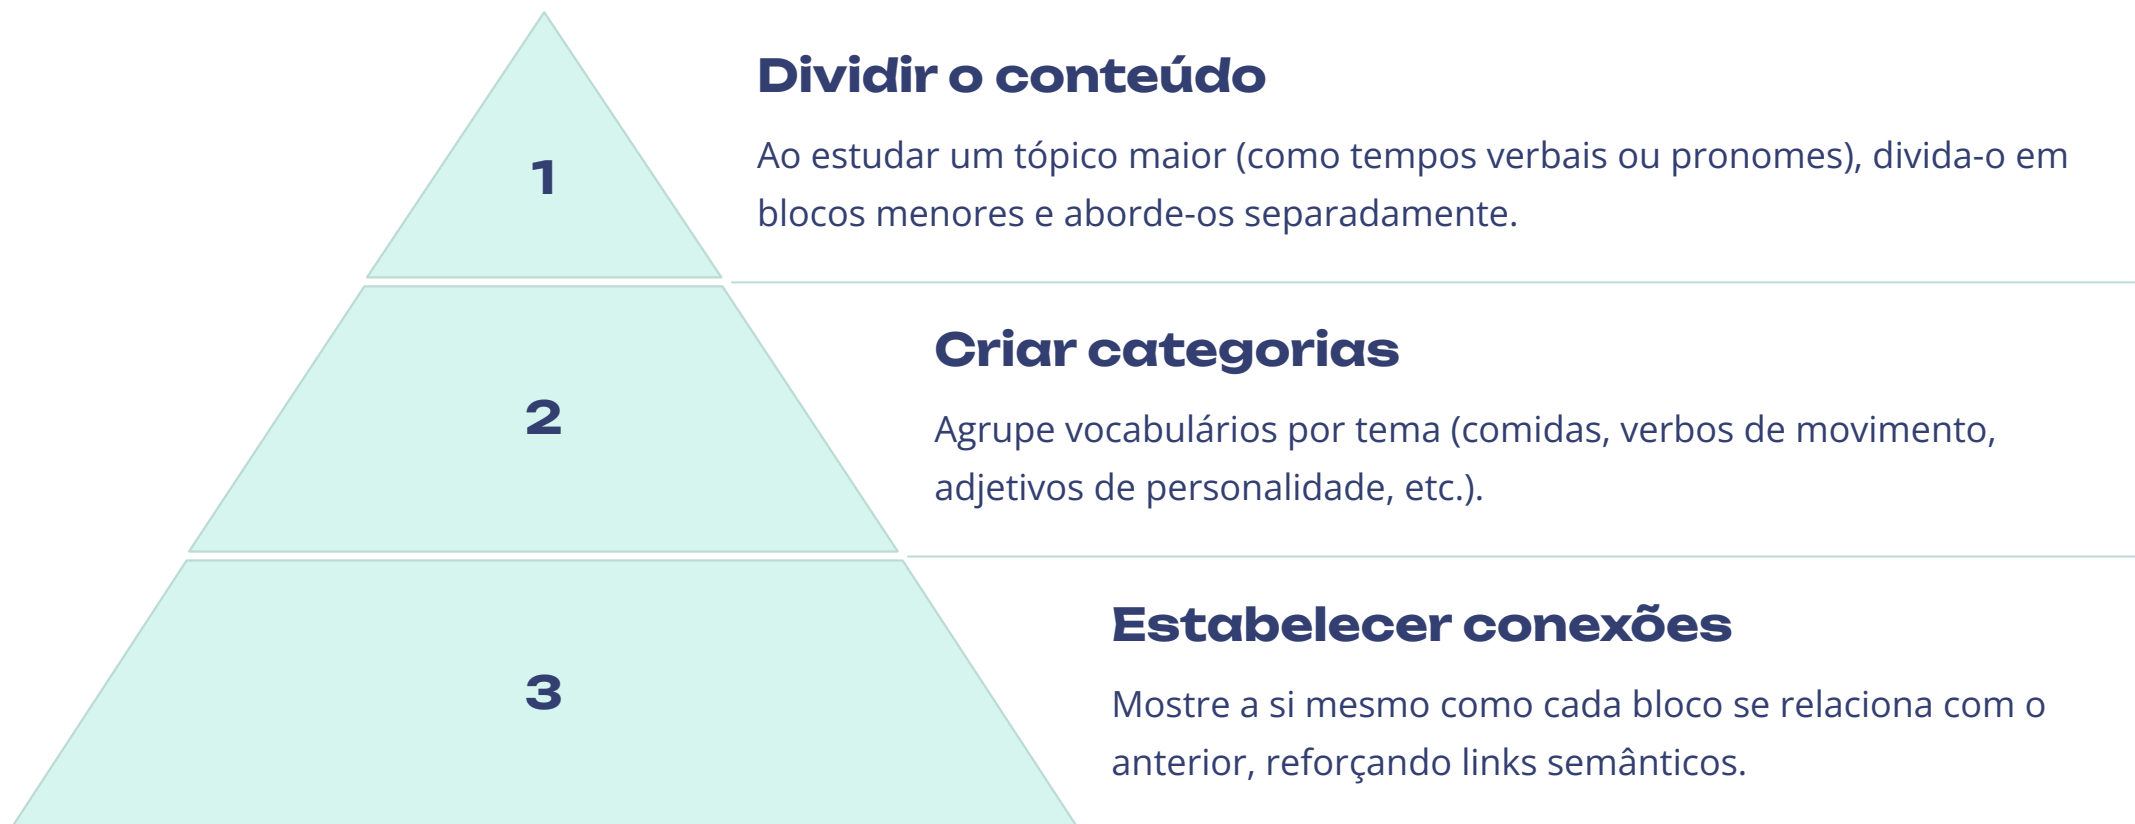 1
Dividir o conteúdo
Ao estudar um tópico maior (como tempos verbais ou pronomes), divida-o em
blocos menores e aborde-os separadamente.
2
Criar categorias
Agrupe vocabulários por tema (comidas, verbos de movimento,
adjetivos de personalidade, etc.).
3
Estabelecer conexões
Mostre a si mesmo como cada bloco se relaciona com o
anterior, reforçando links semânticos.